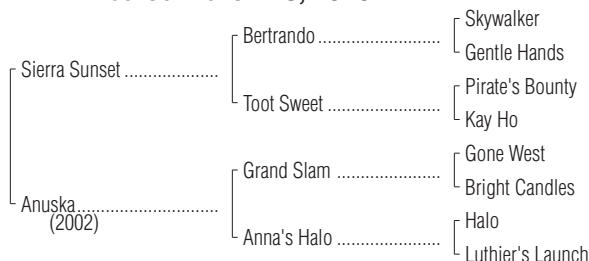 Skywalker
Bertrando
Gentle Hands
Sierra Sunset
Pirate's Bounty
Toot Sweet
Kay Ho
Gone West
Grand Slam
Bright Candles
Anuska
(2002)
Halo
Anna's Halo
Luthier's Launch